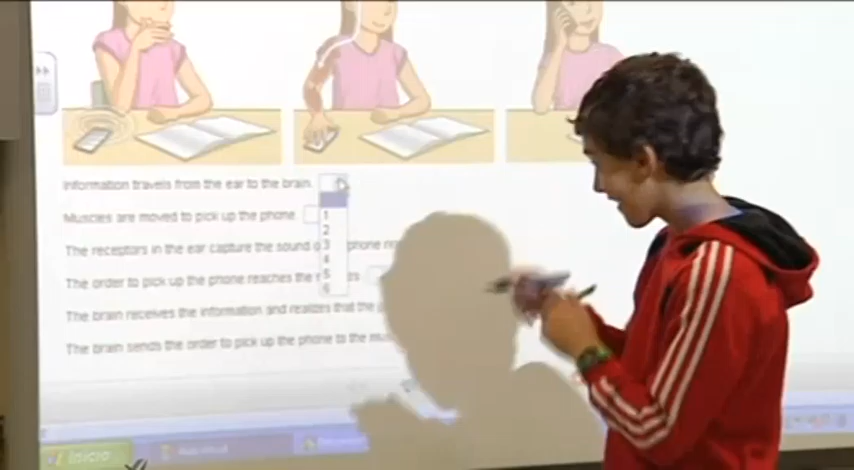 Information travels from the ear to the brain.
1
Muscles are moved to pick up the phone.
2
The receptors in the ear capture the sound phone
3
4
The order to pick up the phone reaches the
5
6
The brain receives the information and realizes that the
The brain sends the order to pick up the phone to the
Inicio